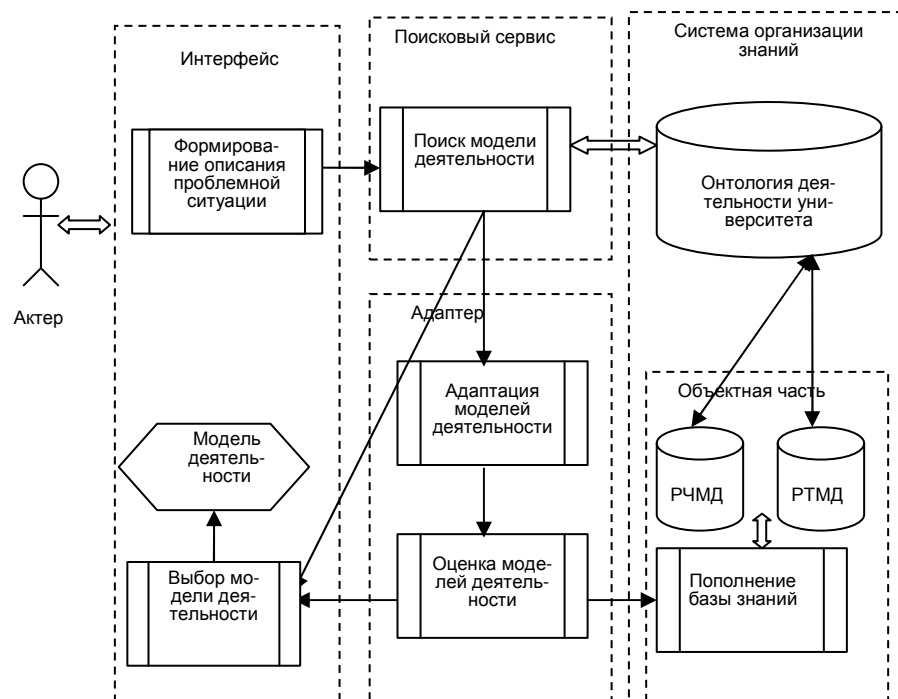 Интерфейс
Поисковый сервис
Система организации
знаний
Формирова-
ние описания
проблемной
ситуации
Поиск модели
деятельности
Онтология дея-
тельности уни-
верситета
Актер
Адаптер
Адаптация
моделей
деятельности
Объектная часть
Модель
деятель-
ности
РЧМД
РТМД
Выбор мо-
дели дея-
тельности
Оценка моде-
лей деятель-
ности
Пополнение
базы знаний